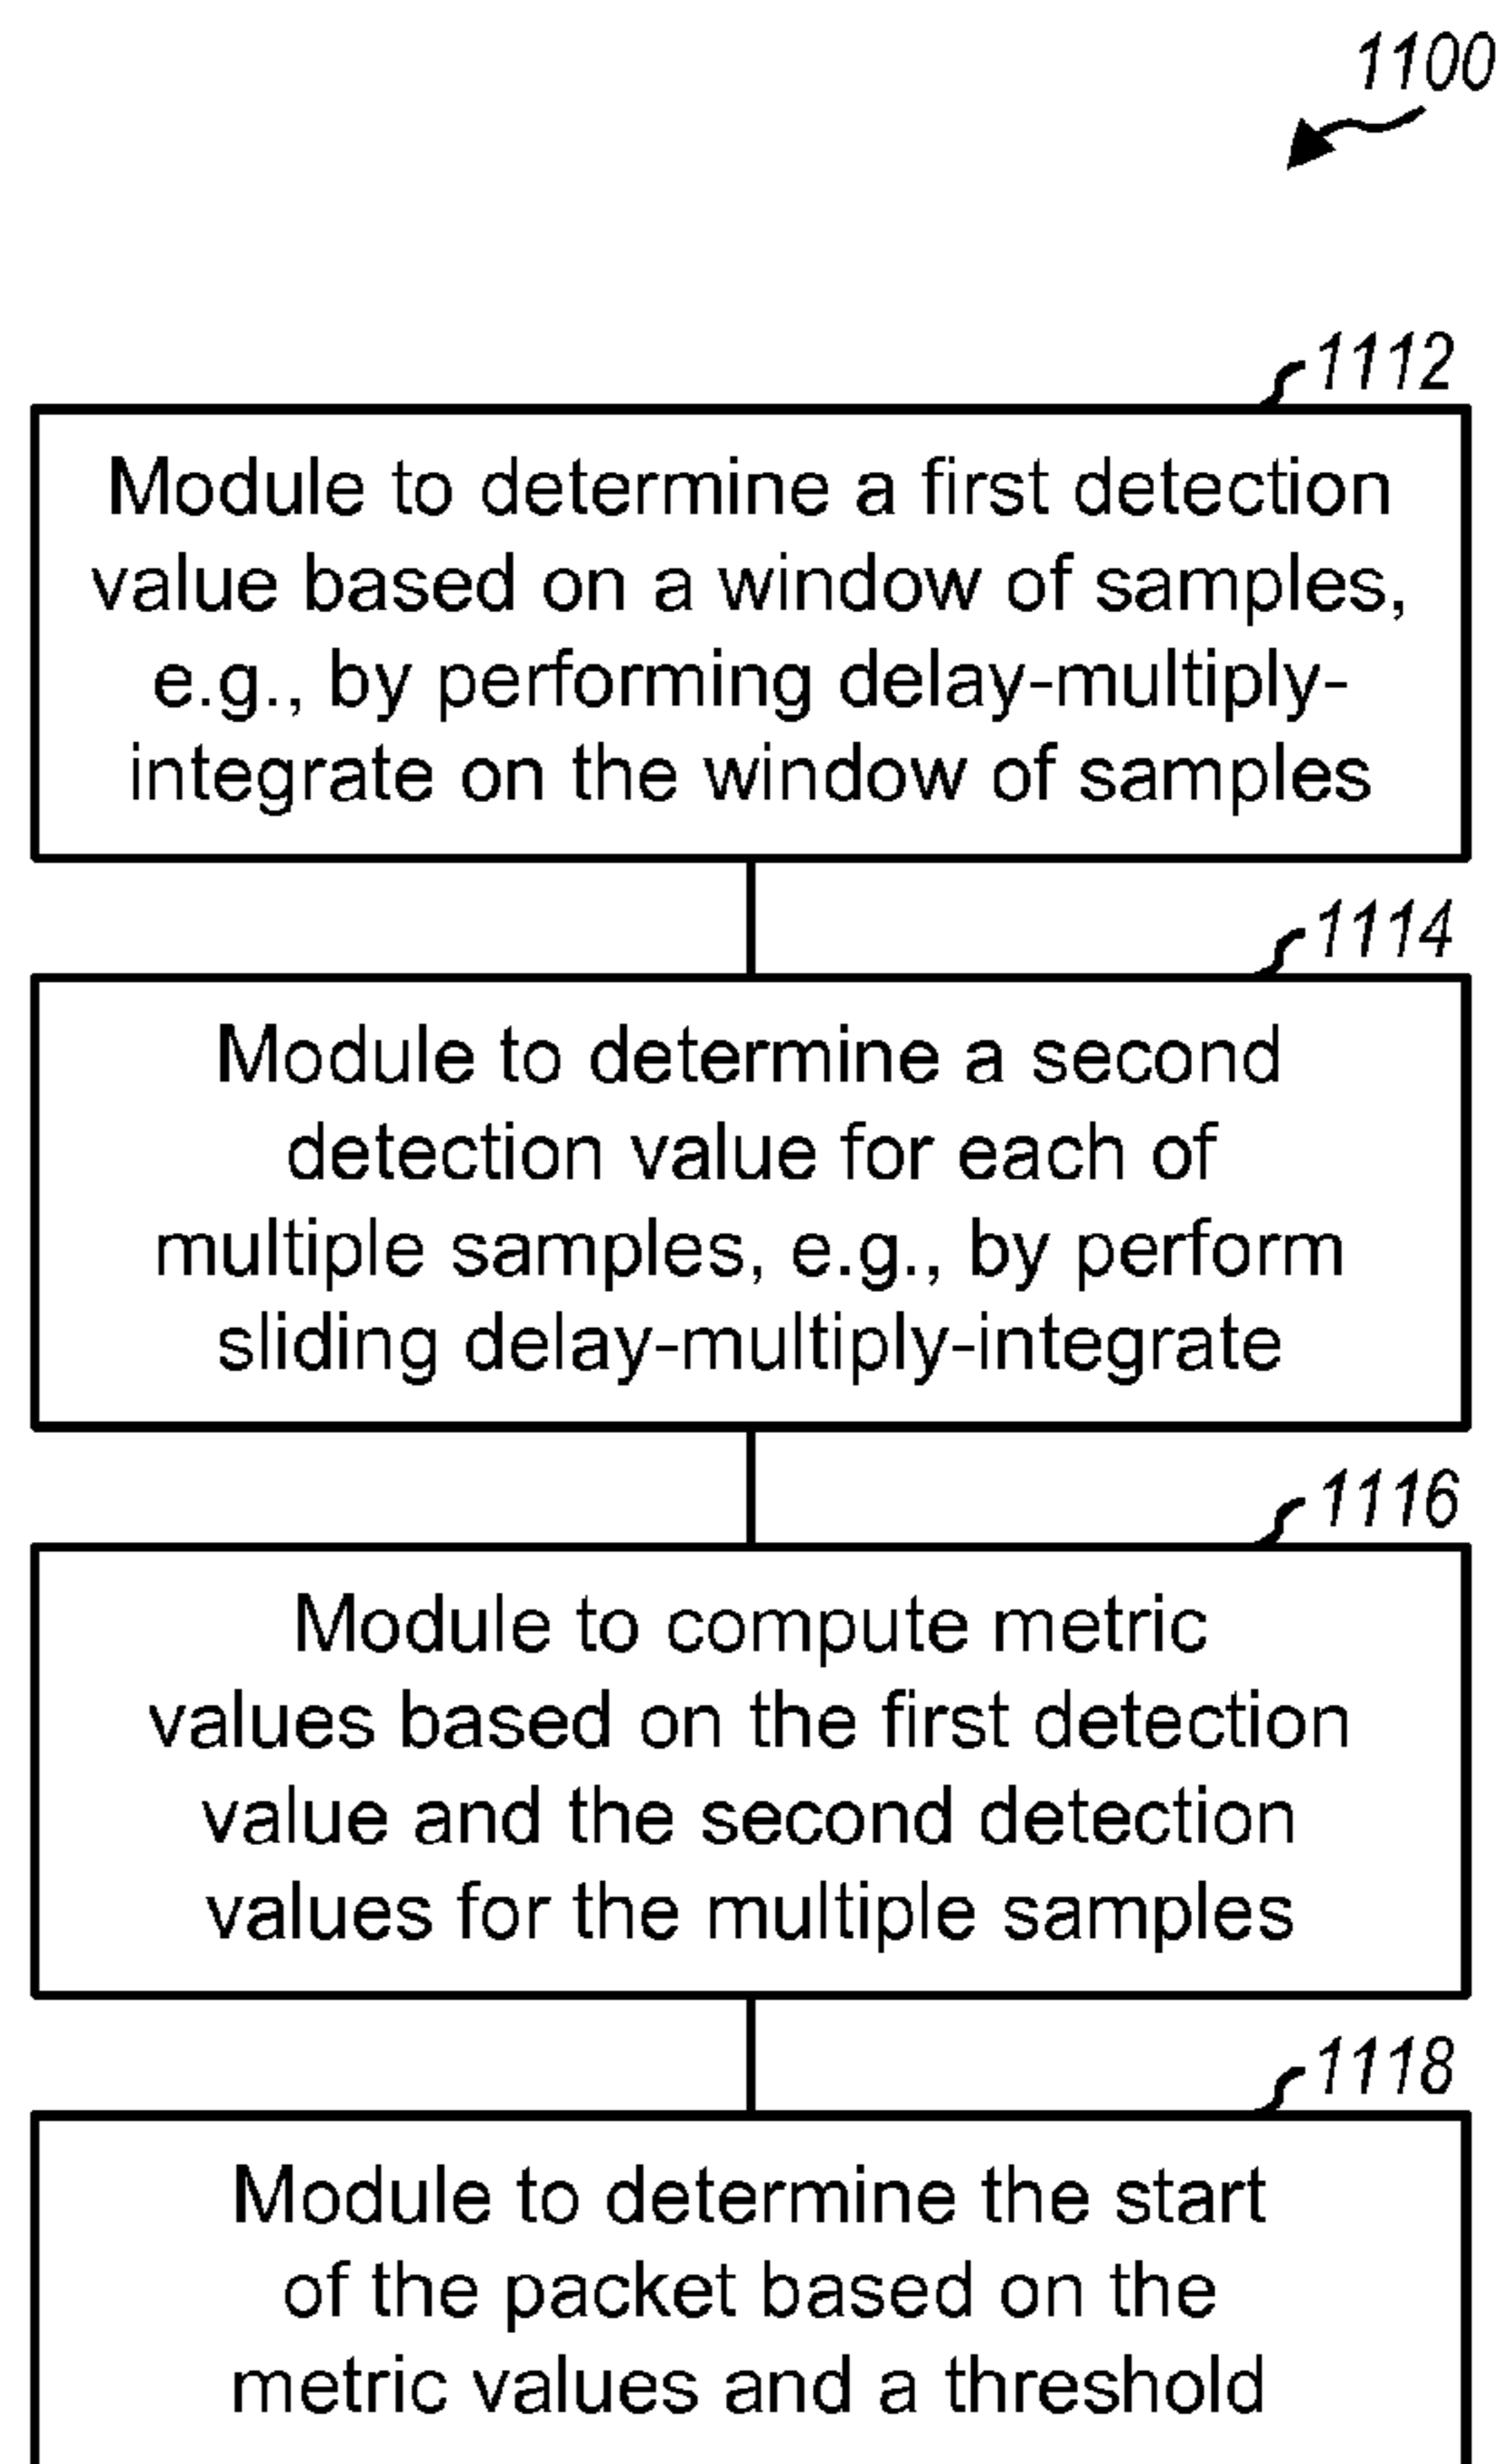 1100
1112
Module to determine a first detection
value based on a window of samples,
e.g., by performing delay-multiply-
integrate on the window of samples
1114
Module to determine a second
detection value for each of
multiple samples, e.g., by perform
sliding delay-multiply-integrate
1116
Module to compute metric
values based on the first detection
value and the second detection
values for the multiple samples
1118
Module to determine the start
of the packet based on the
metric values and a threshold